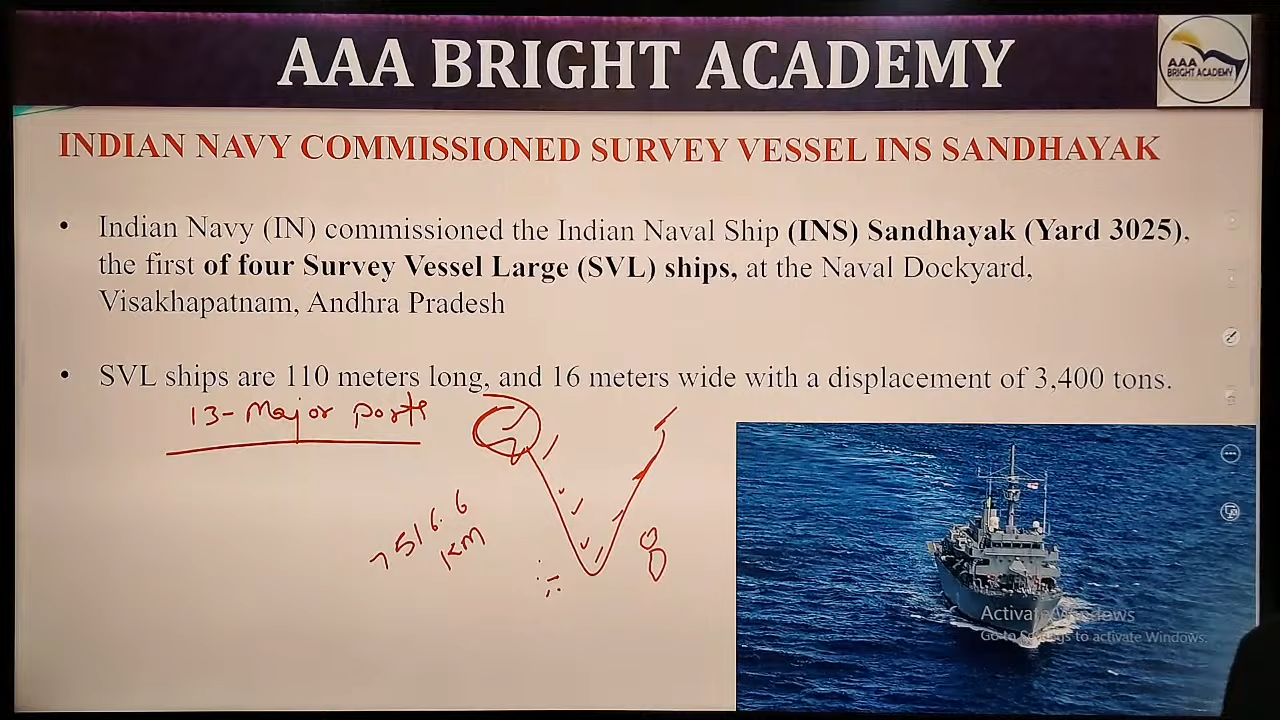 AAA BRIGHT ACADEMY
AAA
BRIGHT ACADEMY
INDIAN NAVY COMMISSIONED SURVEY VESSEL INS SANDHAYAK
• Indian Navy (IN) commissioned the Indian Naval Ship (INS) Sandhayak (Yard 3025),
the first of four Survey Vessel Large (SVL) ships, at the Naval Dockyard,
Visakhapatnam, Andhra Pradesh
• SVL ships are 110 meters long, and 16 meters wide with a displacement of 3,400 tons.
13- Major ports
7516.6
KM
Activate Windows
Go to Settings to activate Windows.